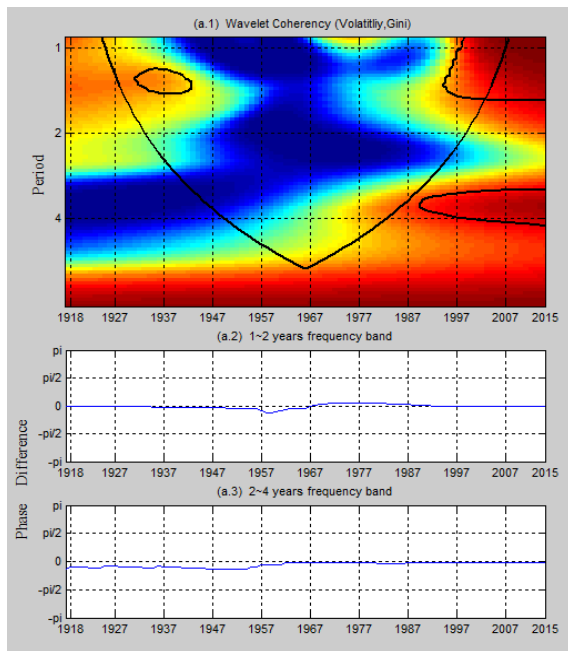 (a.1) Wavelet Coherency (Volatitliy,Gini)
Period
1
2
4
1918 1927 1937 1947 1957 1967 1977 1987 1997 2007 2015
(a.2) 1~2 years frequency band
Phase Difference
pi
pi/2
0
-pi/2
-pi
1918 1927 1937 1947 1957 1967 1977 1987 1997 2007 2015
(a.3) 2~4 years frequency band
pi
pi/2
0
-pi/2
-pi
1918 1927 1937 1947 1957 1967 1977 1987 1997 2007 2015